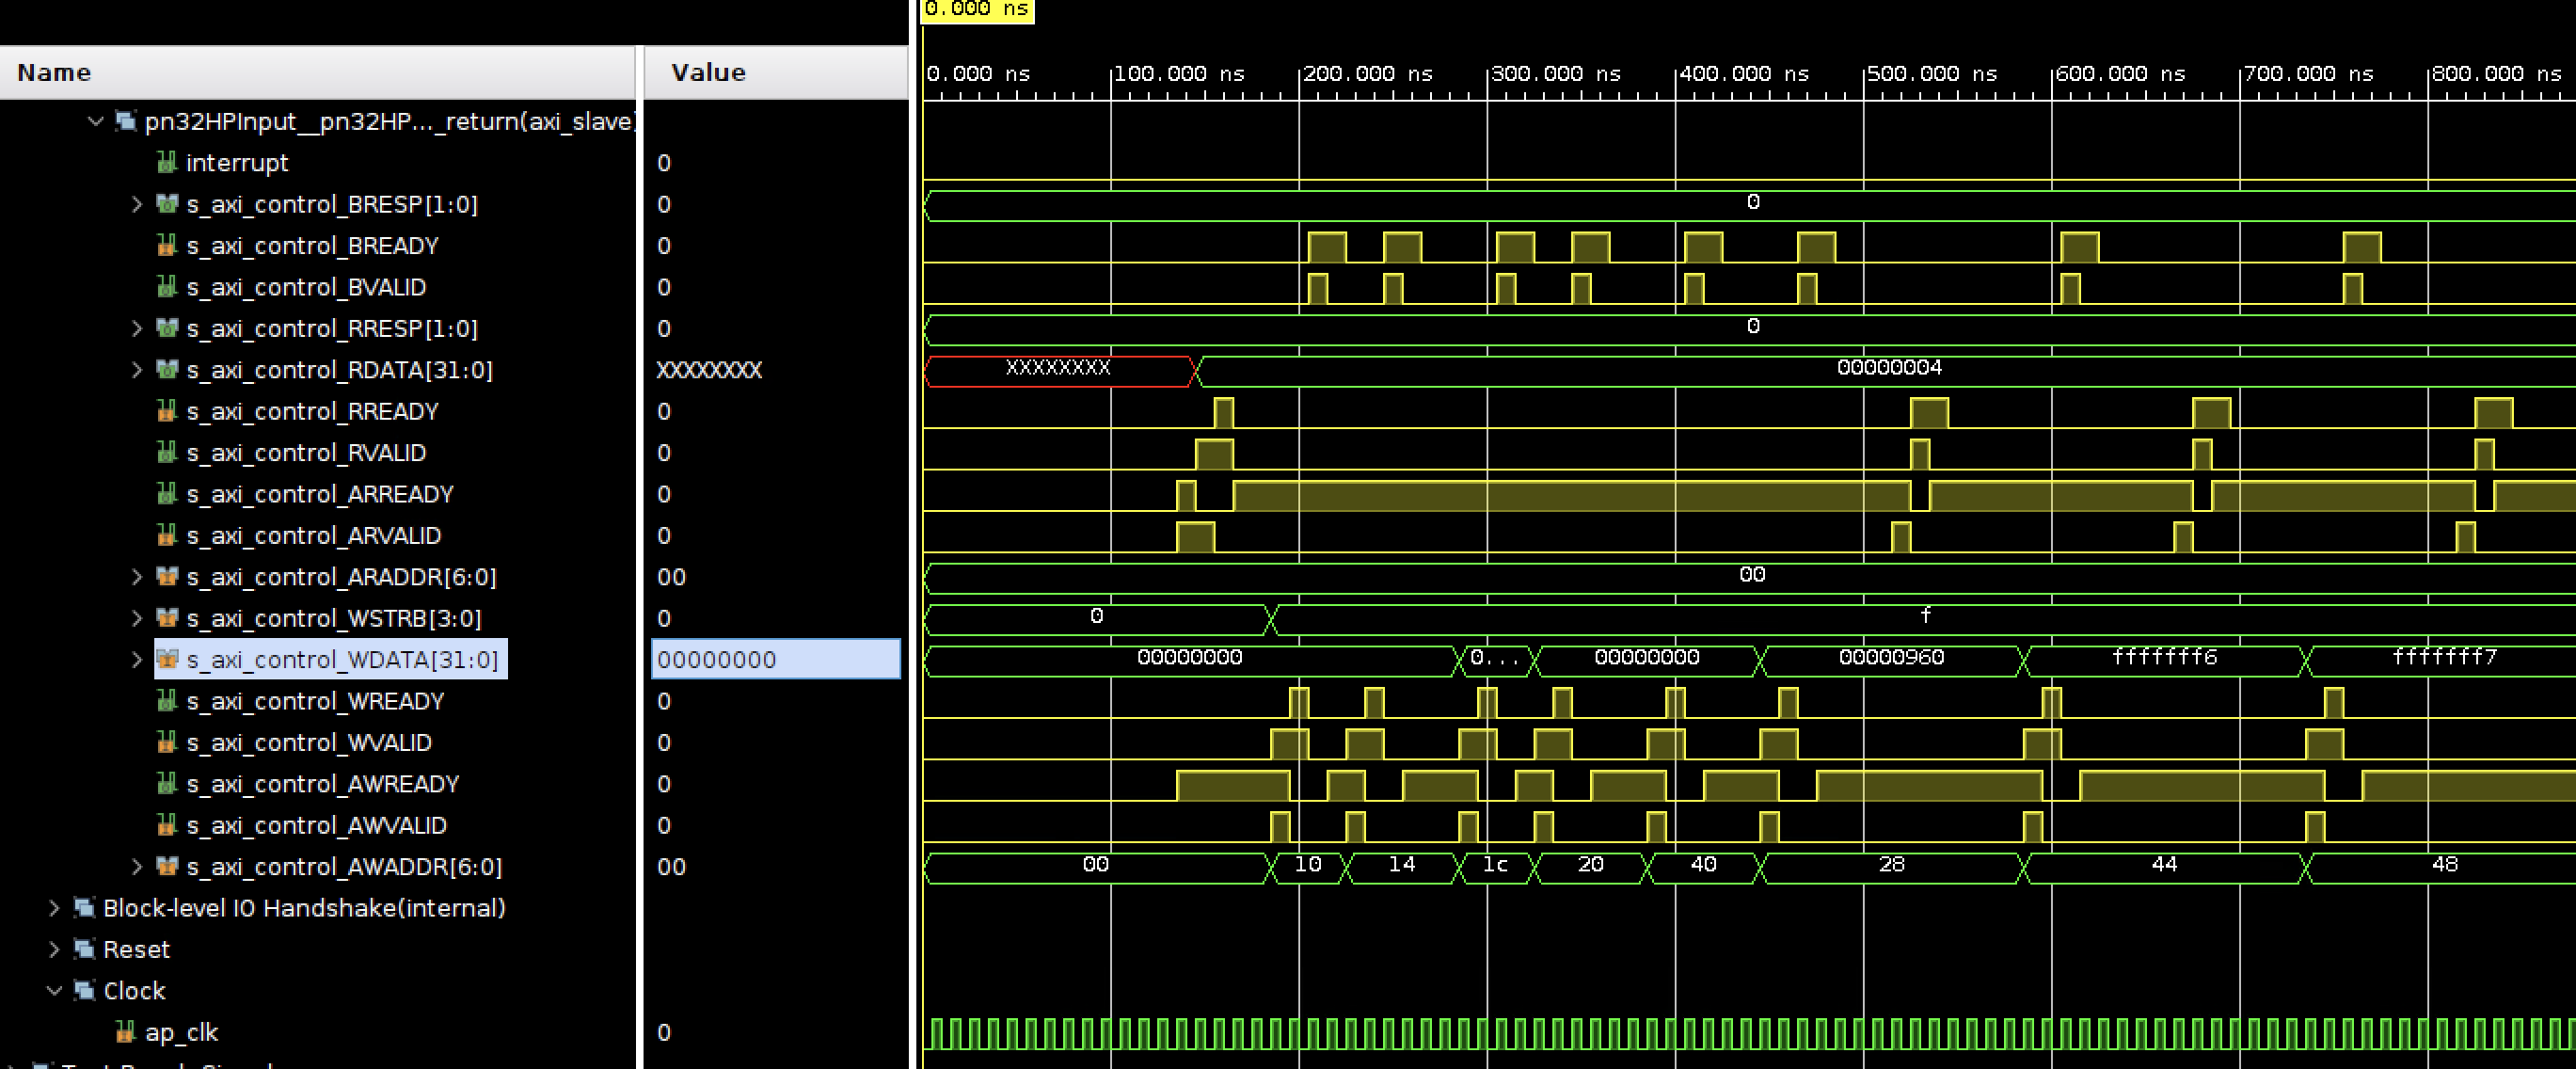 0.000 ns
Name Value 0.000 ns 100.000 ns 200.000 ns 300.000 ns 400.000 ns 500.000 ns 600.000 ns 700.000 ns 800.000 ns
pn32HPInput__pn32HP..._return(axi_slave)
interrupt 0
s_axi_control_BRESP[1:0] 0 0
s_axi_control_BREADY 0
s_axi_control_BVALID 0
s_axi_control_RRESP[1:0] 0 0
s_axi_control_RDATA[31:0] XXXXXXXX XXXXXXXX 00000004
s_axi_control_RREADY 0
s_axi_control_RVALID 0
s_axi_control_ARREADY 0
s_axi_control_ARVALID 0
s_axi_control_ARADDR[6:0] 00 00
s_axi_control_WSTRB[3:0] 0 0 f
s_axi_control_WDATA[31:0] 00000000 00000000 0... 00000000 00000960 fffffff6 fffffff7
s_axi_control_WREADY 0
s_axi_control_WVALID 0
s_axi_control_AWREADY 0
s_axi_control_AWVALID 0
s_axi_control_AWADDR[6:0] 00 00 10 14 1c 20 40 28 44 48
Block-level IO Handshake(internal)
Reset
Clock
ap_clk 0